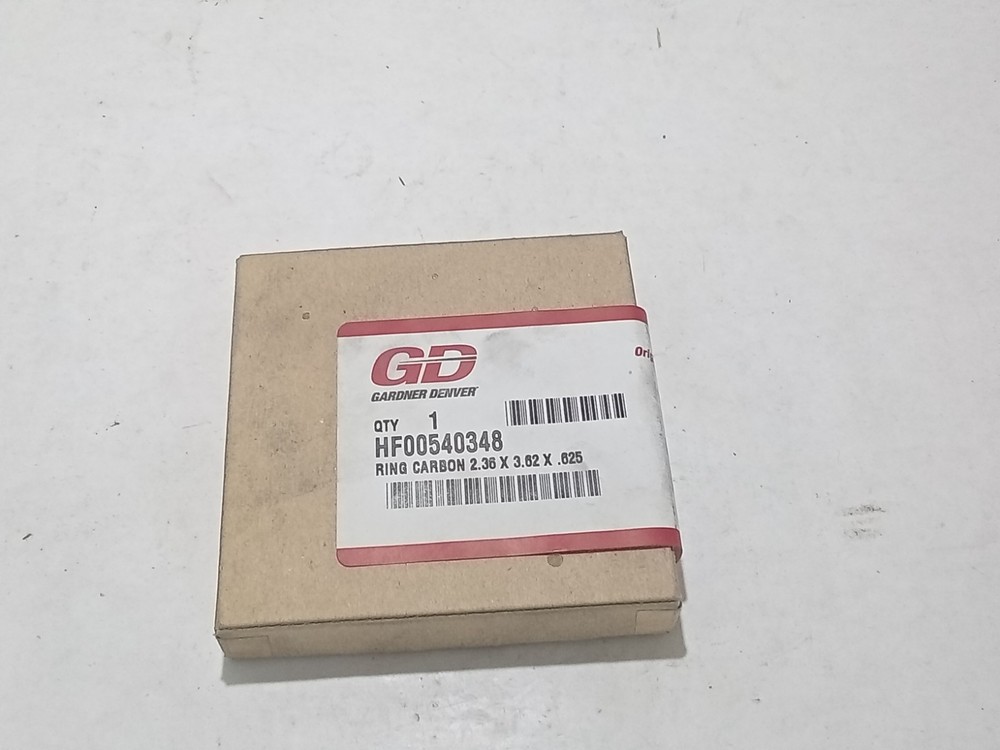 GD
GARDNER DENVER
QTY 1
HF00540348
RING CARBON 2.36 X 3.62 X .625